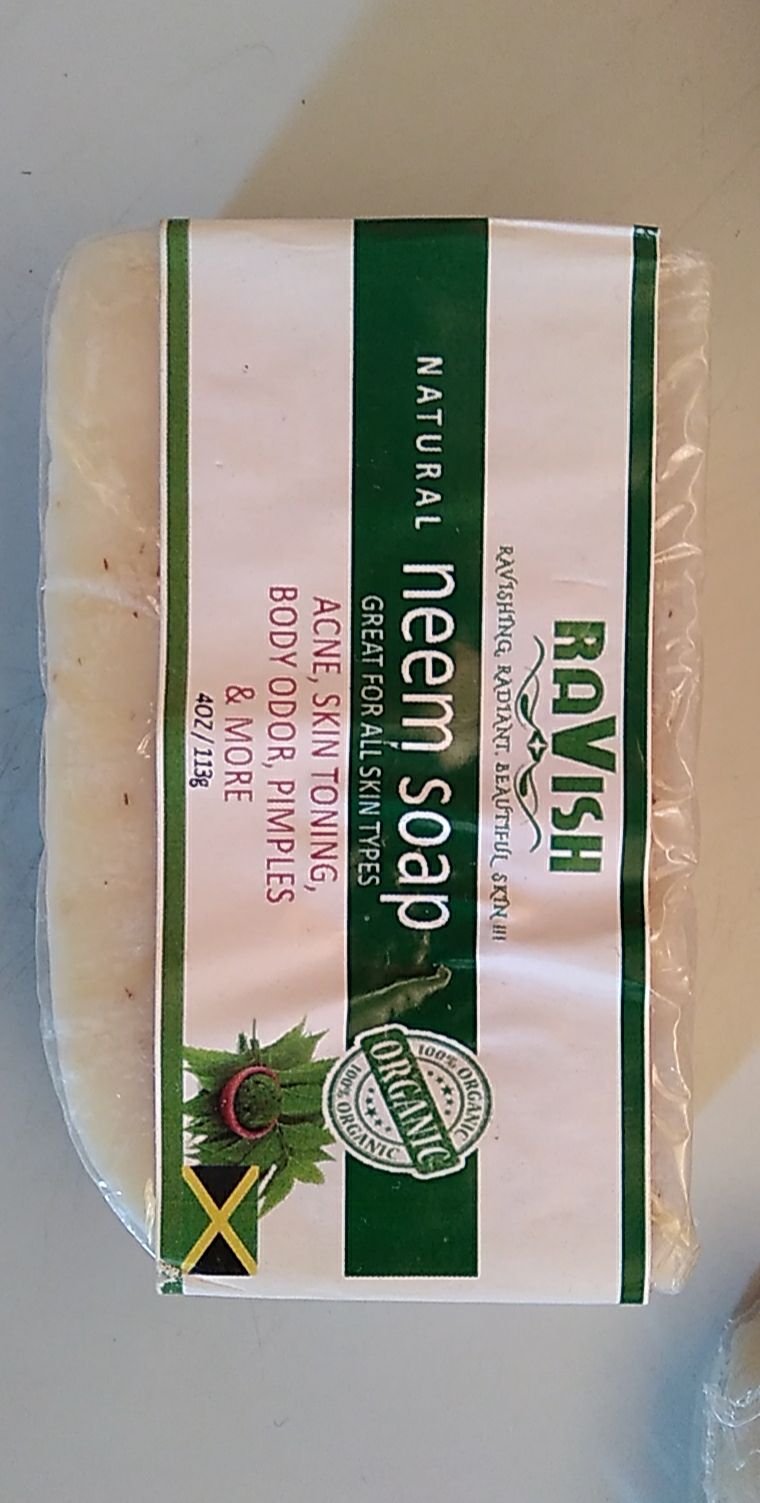 RAVISH
RAVISHING, RADIANT, BEAUTIFUL SKIN !!!
NATURAL neem soap
GREAT FOR ALL SKIN TYPES
100% ORGANIC
ORGANIC
100% ORGANIC
ACNE, SKIN TONING,
BODY ODOR, PIMPLES
& MORE
4OZ / 113g